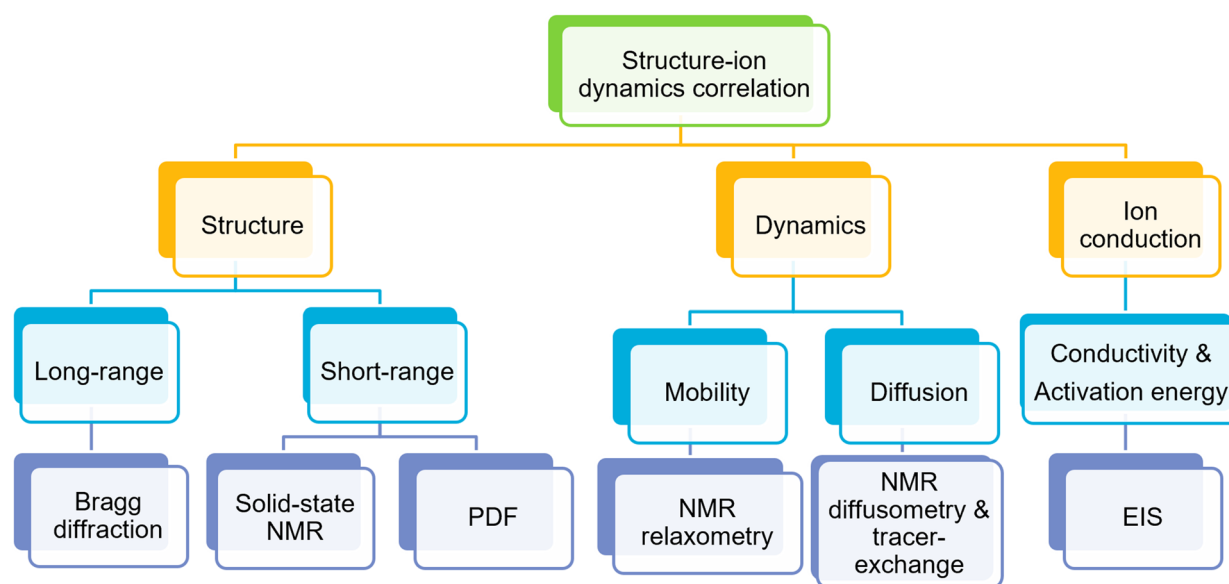 Structure-ion
dynamics correlation
Structure
Dynamics
Ion
conduction
Long-range
Short-range
Mobility
Diffusion
Conductivity &
Activation energy
Bragg
diffraction
Solid-state
NMR
PDF
NMR
relaxometry
NMR
diffusometry &
tracer-
exchange
EIS